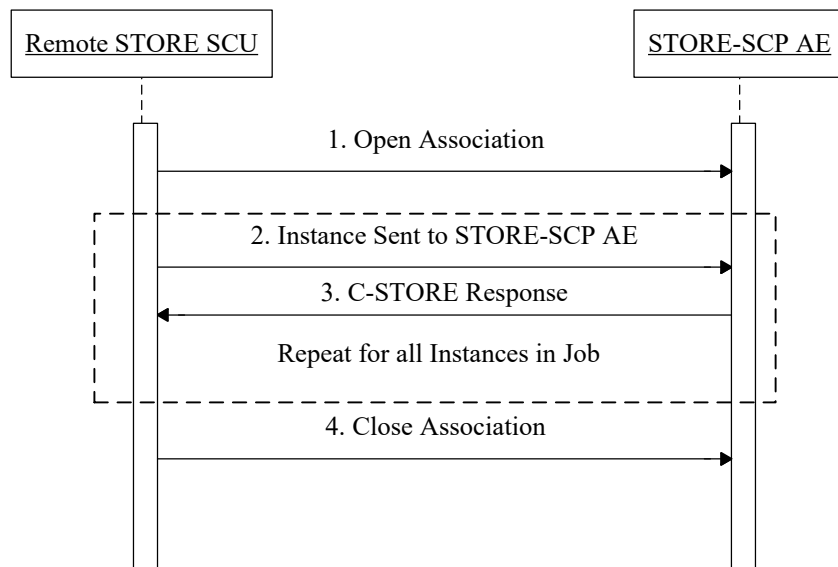 Remote STORE SCU
STORE-SCP AE
1. Open Association
2. Instance Sent to STORE-SCP AE
3. C-STORE Response
Repeat for all Instances in Job
4. Close Association